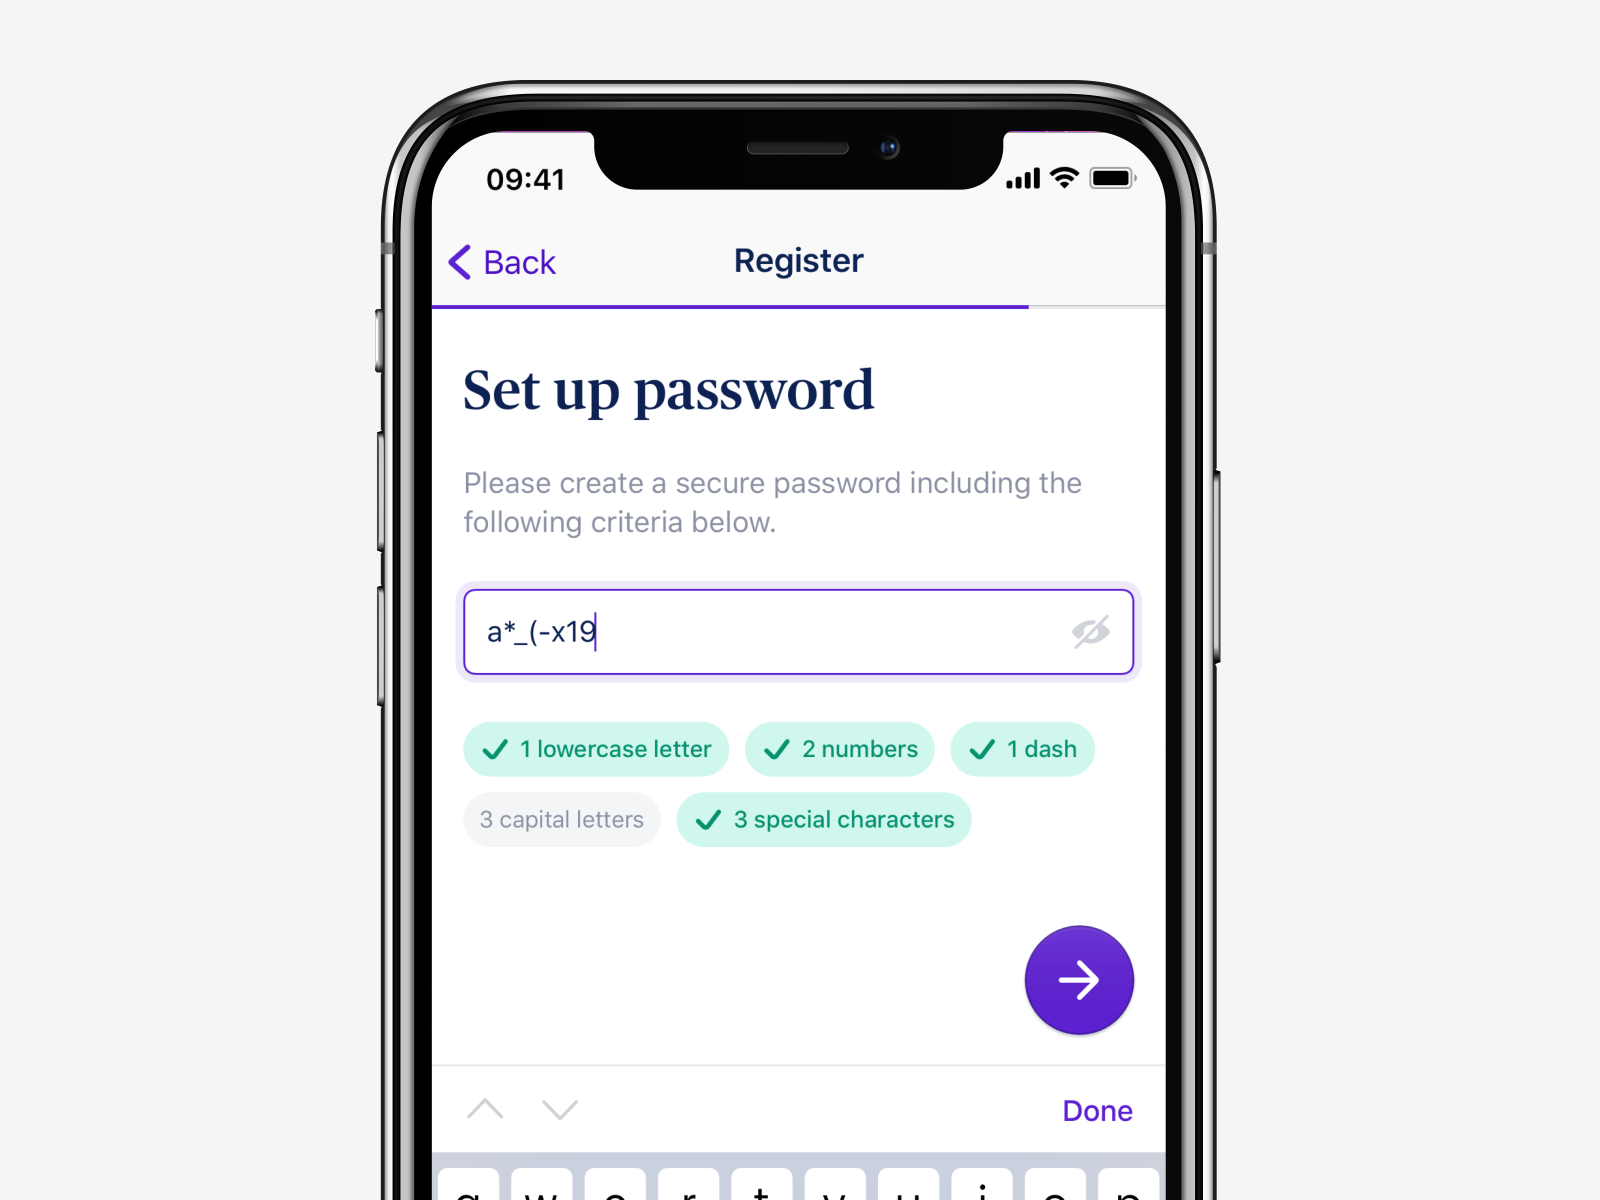 09:41
Back
Register
Set up password
Please create a secure password including the
following criteria below.
a*_(-x19
1 lowercase letter
2 numbers
1 dash
3 capital letters
3 special characters
Done
q w e r t y u i o p